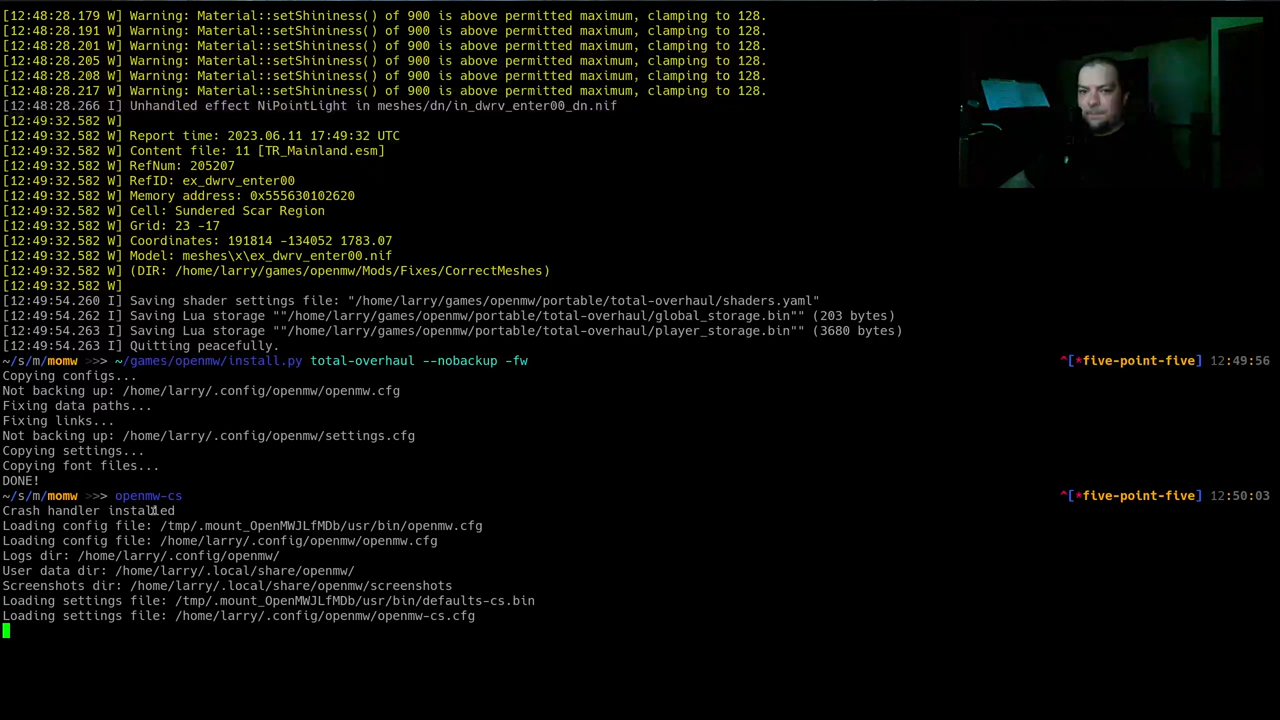 [12:48:28.179 W] Warning: Material::setShininess() of 900 is above permitted maximum, clamping to 128.
[12:48:28.191 W] Warning: Material::setShininess() of 900 is above permitted maximum, clamping to 128.
[12:48:28.201 W] Warning: Material::setShininess() of 900 is above permitted maximum, clamping to 128.
[12:48:28.205 W] Warning: Material::setShininess() of 900 is above permitted maximum, clamping to 128.
[12:48:28.208 W] Warning: Material::setShininess() of 900 is above permitted maximum, clamping to 128.
[12:48:28.217 W] Warning: Material::setShininess() of 900 is above permitted maximum, clamping to 128.
[12:48:28.266 I] Unhandled effect NiPointLight in meshes/dn/in_dwrv_enter00_dn.nif
[12:49:32.582 W]
[12:49:32.582 W] Report time: 2023.06.11 17:49:32 UTC
[12:49:32.582 W] Content file: 11 [TR_Mainland.esm]
[12:49:32.582 W] RefNum: 205207
[12:49:32.582 W] RefID: ex_dwrv_enter00
[12:49:32.582 W] Memory address: 0x555630102620
[12:49:32.582 W] Cell: Sundered Scar Region
[12:49:32.582 W] Grid: 23 -17
[12:49:32.582 W] Coordinates: 191814 -134052 1783.07
[12:49:32.582 W] Model: meshes\x\ex_dwrv_enter00.nif
[12:49:32.582 W] (DIR: /home/larry/games/openmw/Mods/Fixes/CorrectMeshes)
[12:49:32.582 W]
[12:49:54.260 I] Saving shader settings file: "/home/larry/games/openmw/portable/total-overhaul/shaders.yaml"
[12:49:54.262 I] Saving Lua storage ""/home/larry/games/openmw/portable/total-overhaul/global_storage.bin"" (203 bytes)
[12:49:54.263 I] Saving Lua storage ""/home/larry/games/openmw/portable/total-overhaul/player_storage.bin"" (3680 bytes)
[12:49:54.263 I] Quitting peacefully.
~/s/m/momw >>> ~/games/openmw/install.py total-overhaul --nobackup -fw ^[*five-point-five] 12:49:56
Copying configs...
Not backing up: /home/larry/.config/openmw/openmw.cfg
Fixing data paths...
Fixing links...
Not backing up: /home/larry/.config/openmw/settings.cfg
Copying settings...
Copying font files...
DONE!
~/s/m/momw >>> openmw-cs ^[*five-point-five] 12:50:03
Crash handler installed
Loading config file: /tmp/.mount_OpenMWJLfMDb/usr/bin/openmw.cfg
Loading config file: /home/larry/.config/openmw/openmw.cfg
Logs dir: /home/larry/.config/openmw/
User data dir: /home/larry/.local/share/openmw/
Screenshots dir: /home/larry/.local/share/openmw/screenshots
Loading settings file: /tmp/.mount_OpenMWJLfMDb/usr/bin/defaults-cs.bin
Loading settings file: /home/larry/.config/openmw/openmw-cs.cfg